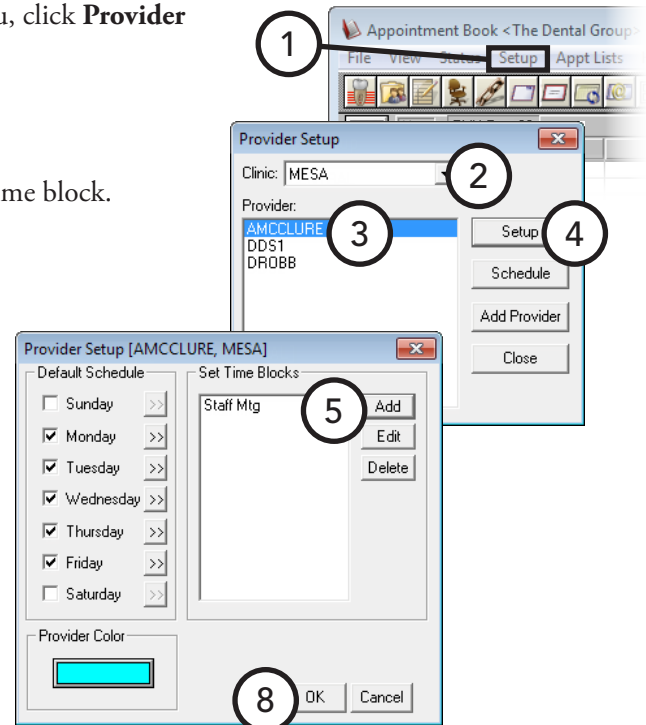 u, click Provider
1
Appointment Book <The Dental Group>
File View Status Setup Appt Lists
Provider Setup
Clinic: MESA
2
me block.
Provider:
AMCCLURE
3
DDS1
DROBB
Setup
4
Schedule
Add Provider
Close
Provider Setup [AMCCLURE, MESA]
Default Schedule
Sunday >>
Monday >>
Tuesday >>
Wednesday >>
Thursday >>
Friday >>
Saturday >>
Set Time Blocks
Staff Mtg
5
Add
Edit
Delete
Provider Color
8
OK
Cancel